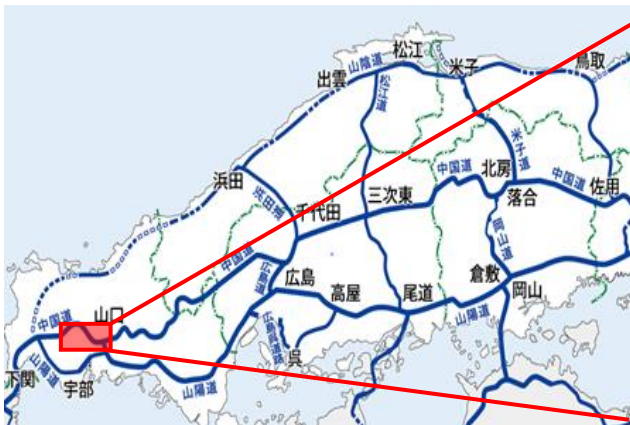 松江
鳥取
米子
山陰道
出雲
松江道
米子道
北房
中国道
中国道
佐用
浜田
三次東
落合
浜田道
千代田
岡山道
中国道
広島
倉敷
広島道
高屋
尾道
岡山
山口
中国道
広島呉道路
山陽道
呉
山陽道
下関
宇部
山陽道